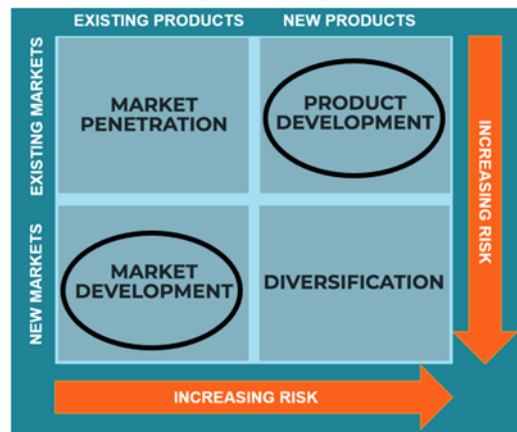 EXISTING PRODUCTS
NEW PRODUCTS
EXISTING MARKETS
MARKET
PENETRATION
PRODUCT
DEVELOPMENT
INCREASING RISK
NEW MARKETS
MARKET
DEVELOPMENT
DIVERSIFICATION
INCREASING RISK